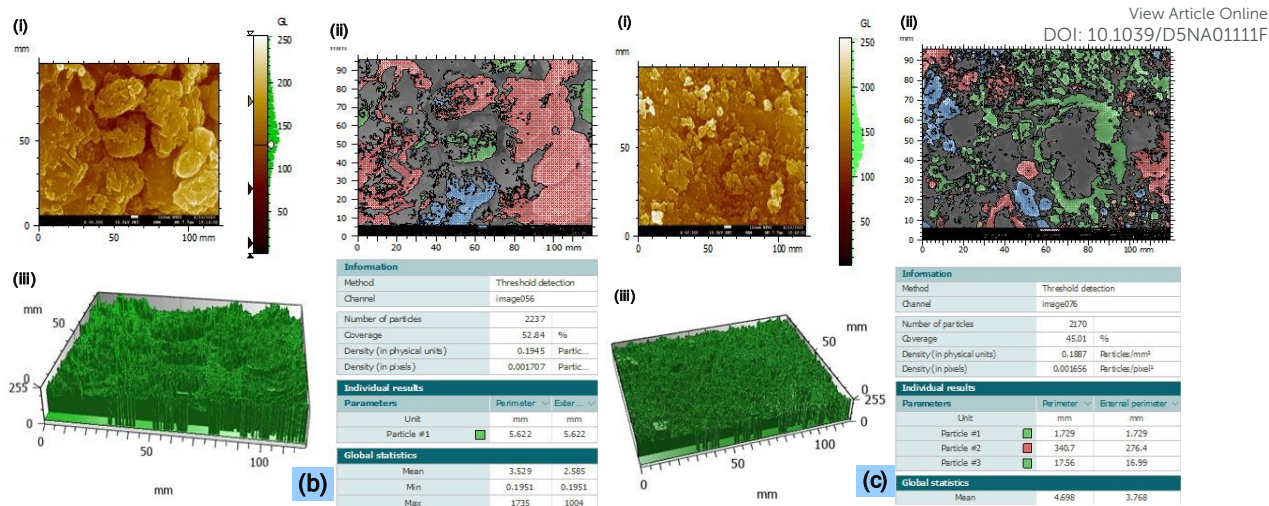 View Article Online
DOI: 10.1039/D5NA01111F
(i)
GL
mm
250
200
150
100
50
50
0
0
50
100 mm
(ii)
mm
90
80
70
60
50
40
30
20
10
0
0
20
40
60
80
100 mm
(iii)
mm
50
0
255
0
0
50
100
mm
Information
Method Threshold detection
Channel image056
Number of particles 2237
Coverage 52.84 %
Density (in physical units) 0.1945 Partic...
Density (in pixels) 0.001707 Partic...
Individual results
Parameters Perimeter Exter...
Unit mm mm
Particle #1 5.622 5.622
Global statistics
Mean 3.529 2.585
Min 0.1951 0.1951
Max 1735 1004
(b)
(i)
GL
mm
250
200
150
100
50
50
0
0
50
100 mm
(ii)
mm
90
80
70
60
50
40
30
20
10
0
0
20
40
60
80
100 mm
(iii)
mm
50
0
255
0
100
50
0
mm
Information
Method Threshold detection
Channel image076
Number of particles 2170
Coverage 45.01 %
Density (in physical units) 0.1887 Particles/mm²
Density (in pixels) 0.001656 Particles/pixel²
Individual results
Parameters Perimeter External perimeter
Unit mm mm
Particle #1 1.729 1.729
Particle #2 340.7 276.4
Particle #3 17.56 16.99
Global statistics
Mean 4.698 3.768
(c)